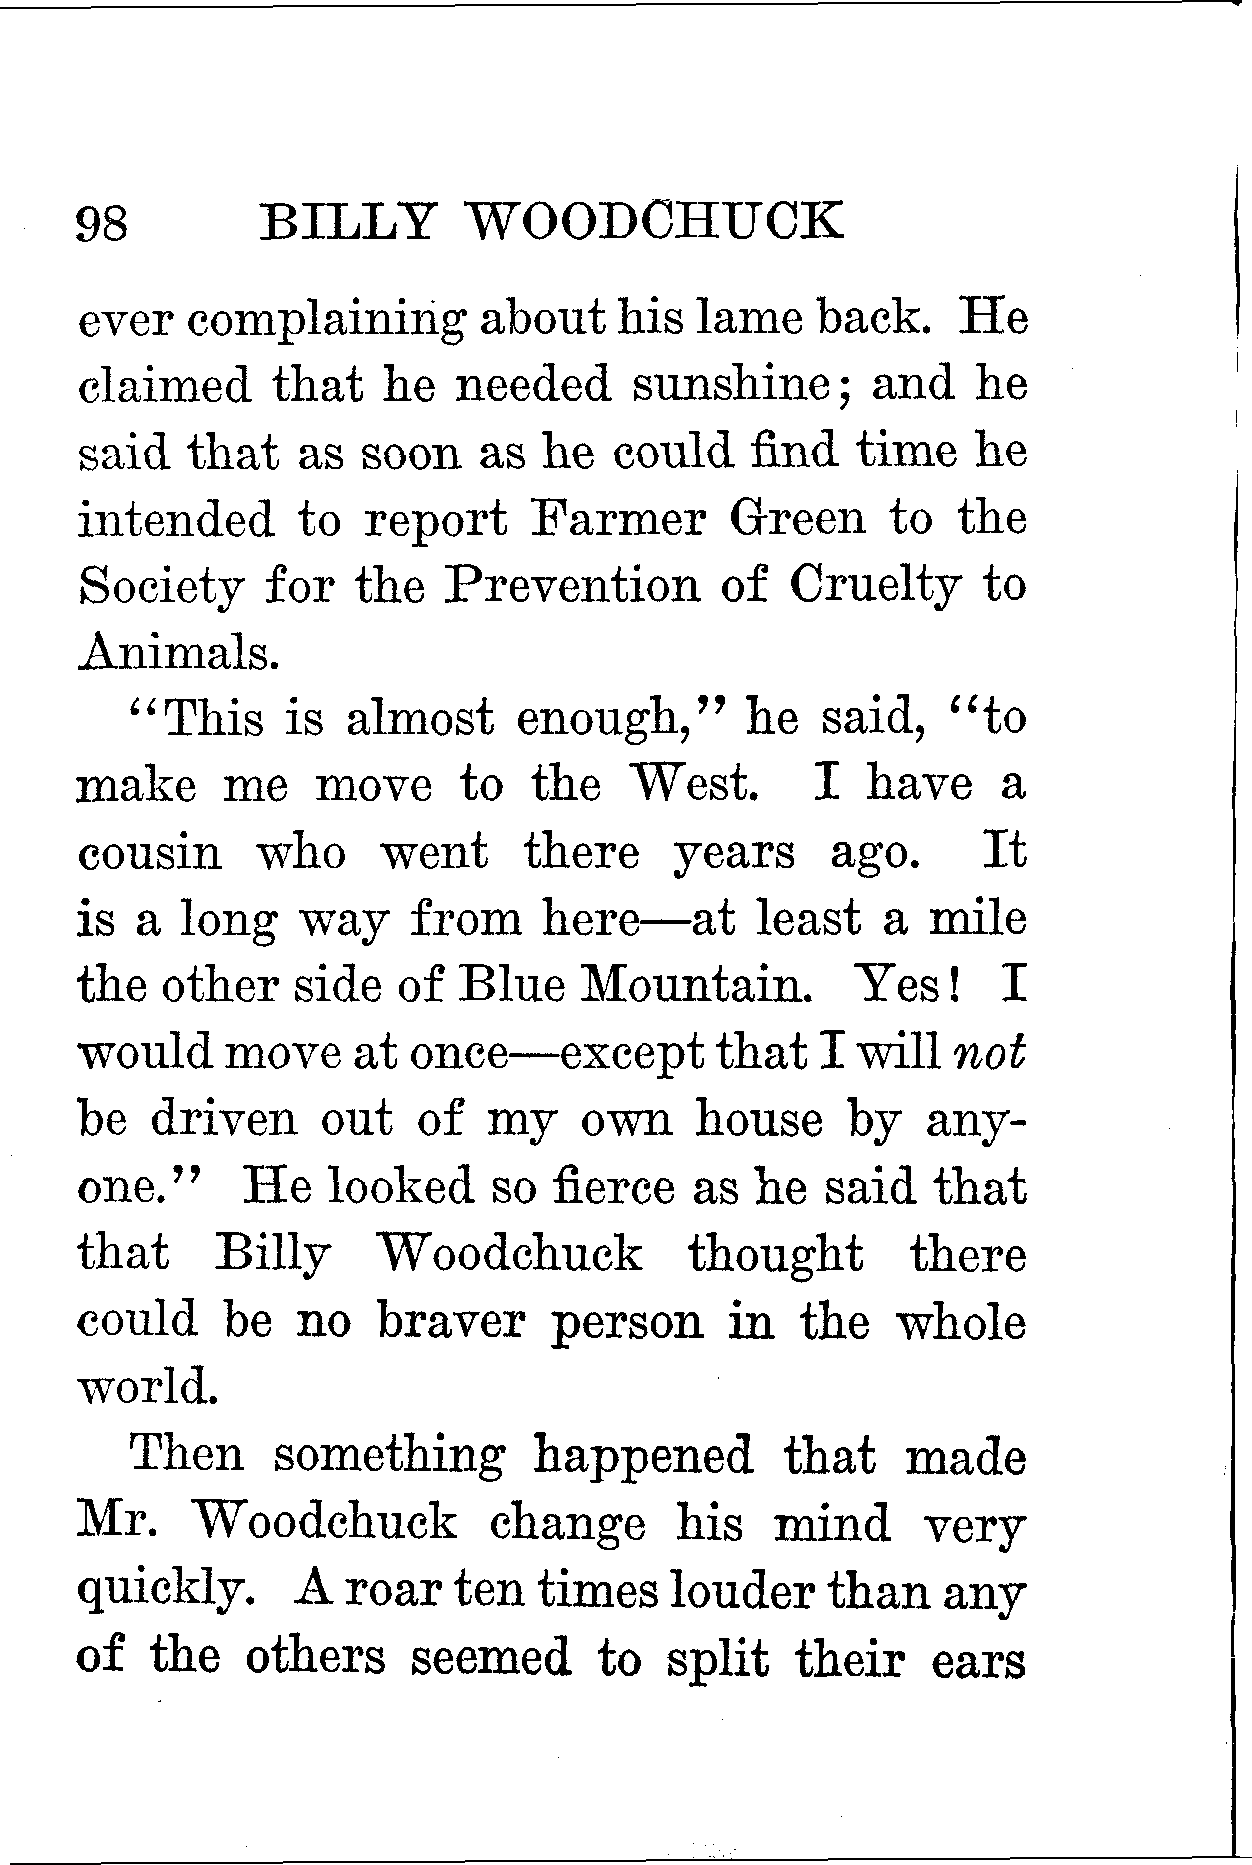 98 BILLY WOODCHUCK
ever complaining about his lame back. He
claimed that he needed sunshine; and he
said that as soon as he could find time he
intended to report Farmer Green to the
Society for the Prevention of Cruelty to
Animals.
“This is almost enough,” he said, “to
make me move to the West. I have a
cousin who went there years ago. It
is a long way from here—at least a mile
the other side of Blue Mountain. Yes! I
would move at once—except that I will not
be driven out of my own house by any-
one.” He looked so fierce as he said that
that Billy Woodchuck thought there
could be no braver person in the whole
world.
Then something happened that made
Mr. Woodchuck change his mind very
quickly. A roar ten times louder than any
of the others seemed to split their ears